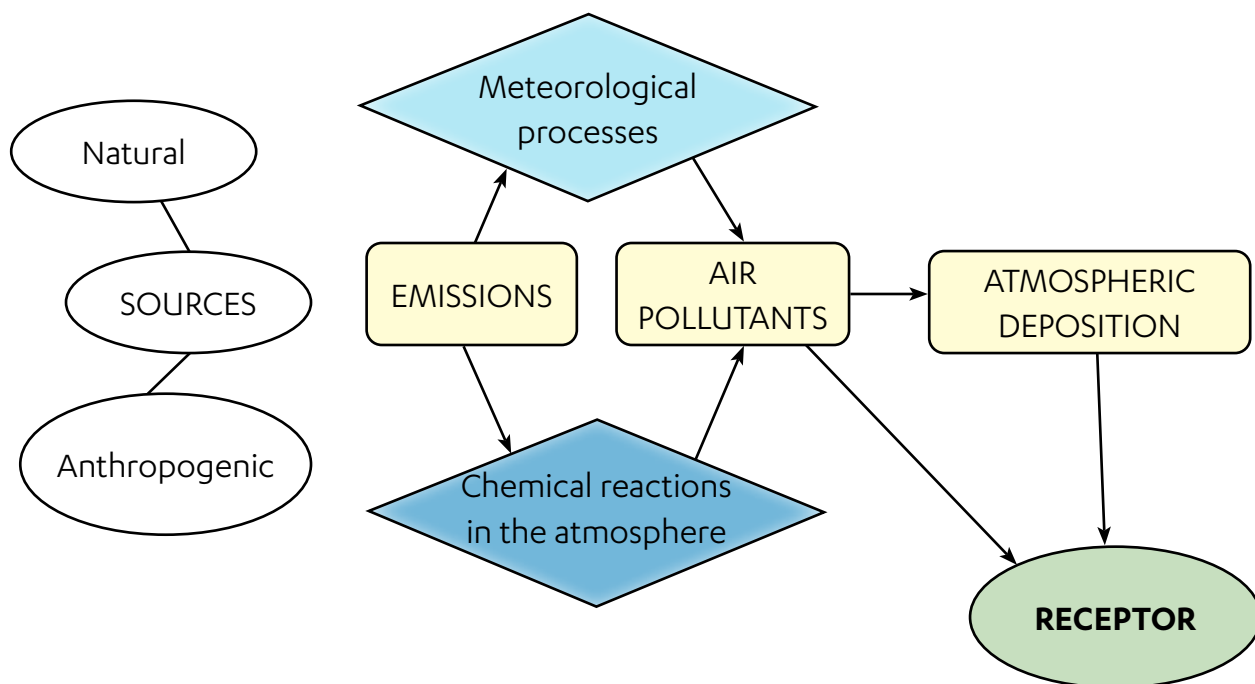 Natural
SOURCES
Anthropogenic
Meteorological
processes
EMISSIONS
Chemical reactions
in the atmosphere
AIR
POLLUTANTS
ATMOSPHERIC
DEPOSITION
RECEPTOR